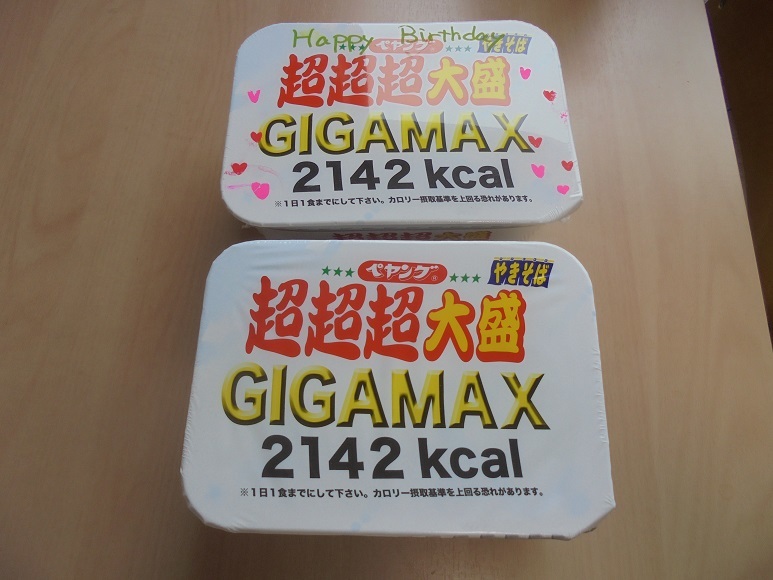 Happy Birthday
ペヤング やきそば
超超超大盛
GIGAMAX
2142 kcal
※1日1食までにして下さい。カロリー摂取基準を上回る恐れがあります。
ペヤング やきそば
超超超大盛
GIGAMAX
2142 kcal
※1日1食までにして下さい。カロリー摂取基準を上回る恐れがあります。